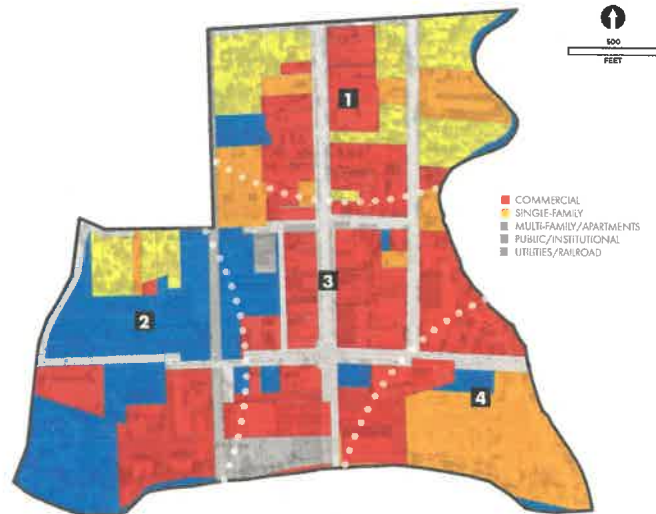 500
FEET
1
COMMERCIAL
SINGLE-FAMILY
MULTI-FAMILY/APARTMENTS
PUBLIC/INSTITUTIONAL
UTILITIES/RAILROAD
3
2
4